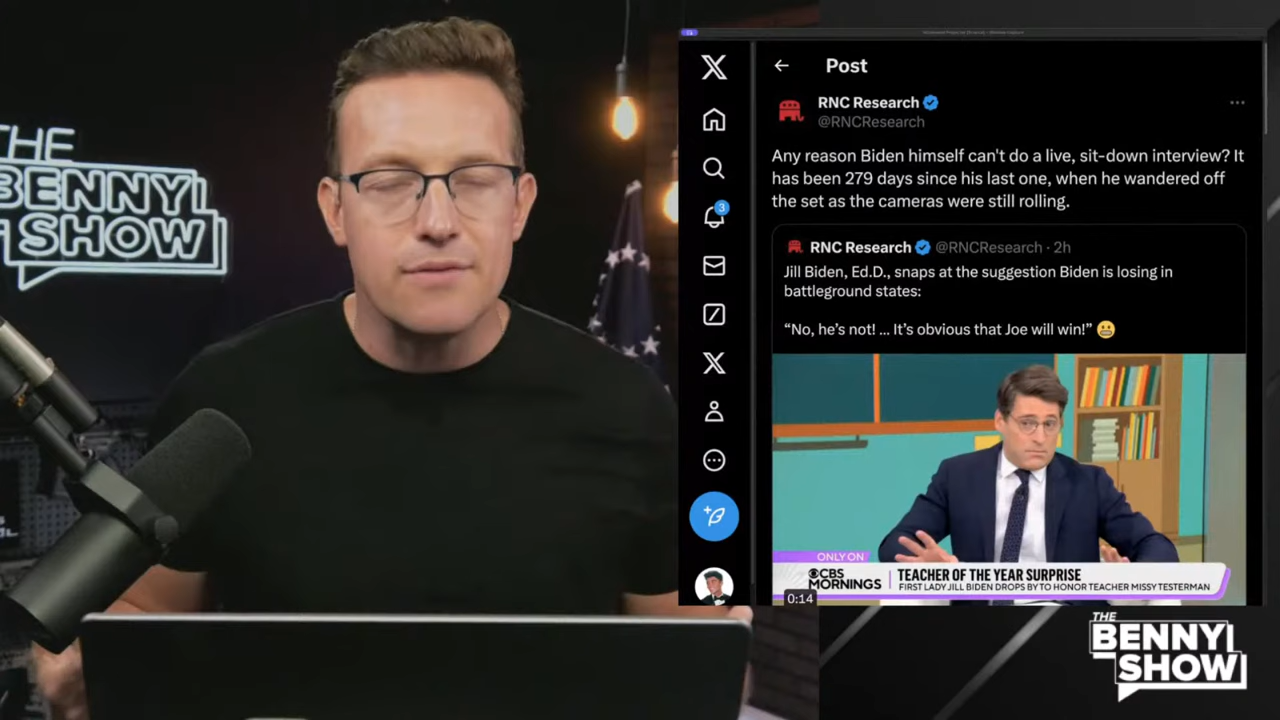 THE
BENNY
SHOW
Post
RNC Research
@RNCResearch
Any reason Biden himself can't do a live, sit-down interview? It
has been 279 days since his last one, when he wandered off
the set as the cameras were still rolling.
RNC Research @RNCResearch · 2h
Jill Biden, Ed.D., snaps at the suggestion Biden is losing in
battleground states:
“No, he’s not! ... It’s obvious that Joe will win!” 😬
3
ONLY ON
CBS
MORNINGS
TEACHER OF THE YEAR SURPRISE
FIRST LADY JILL BIDEN DROPS BY TO HONOR TEACHER MISSY TESTERMAN
0:14
THE
BENNY
SHOW